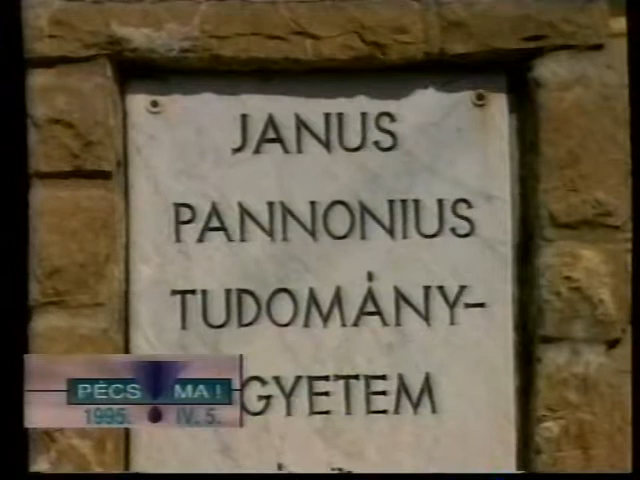 JANUS
PANNONIUS
TUDOMÁNY-
GYETEM
PÉCS MA!
1995. IV. 5.